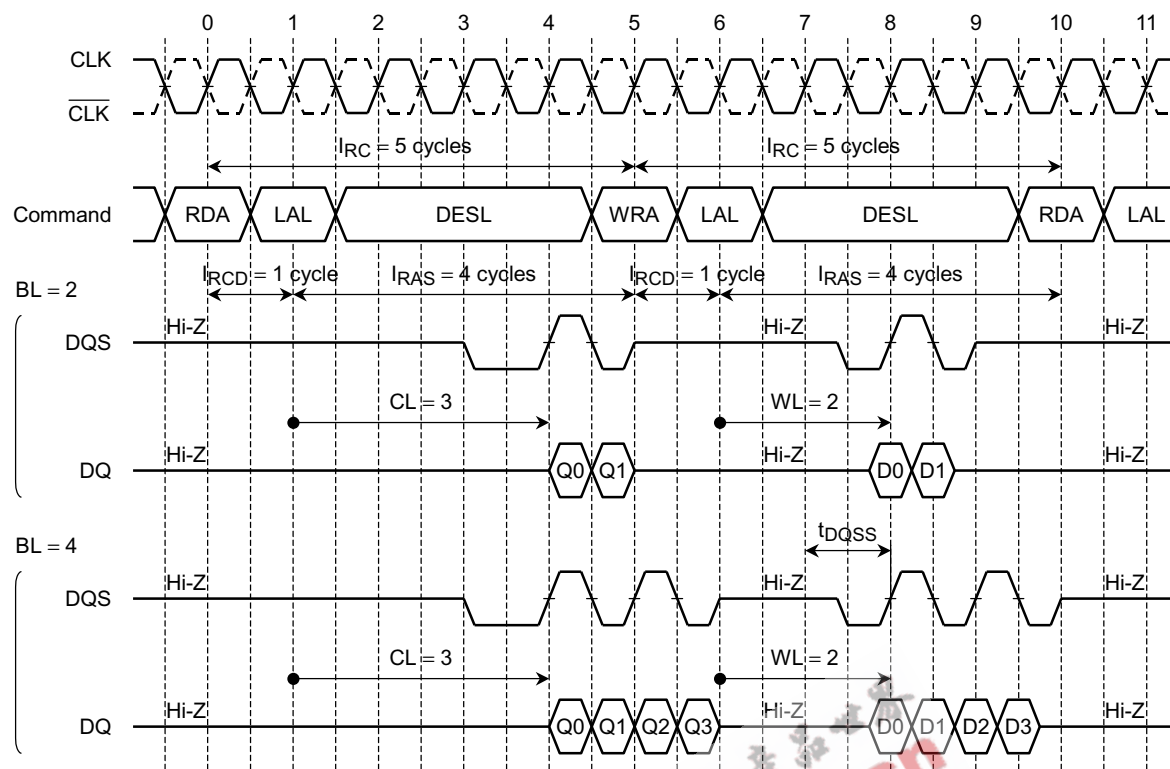 0 1 2 3 4 5 6 7 8 9 10 11
CLK
CLK
IRC = 5 cycles IRC = 5 cycles
Command RDA LAL DESL WRA LAL DESL RDA LAL
IRCD = 1 cycle IRAS = 4 cycles IRCD = 1 cycle IRAS = 4 cycles
BL = 2
Hi-Z Hi-Z Hi-Z
DQS
CL = 3 WL = 2
Hi-Z Hi-Z Hi-Z
DQ Q0 Q1 D0 D1
tDQSS
BL = 4
Hi-Z Hi-Z Hi-Z
DQS
CL = 3 WL = 2
Hi-Z Hi-Z Hi-Z
DQ Q0 Q1 Q2 Q3 D0 D1 D2 D3